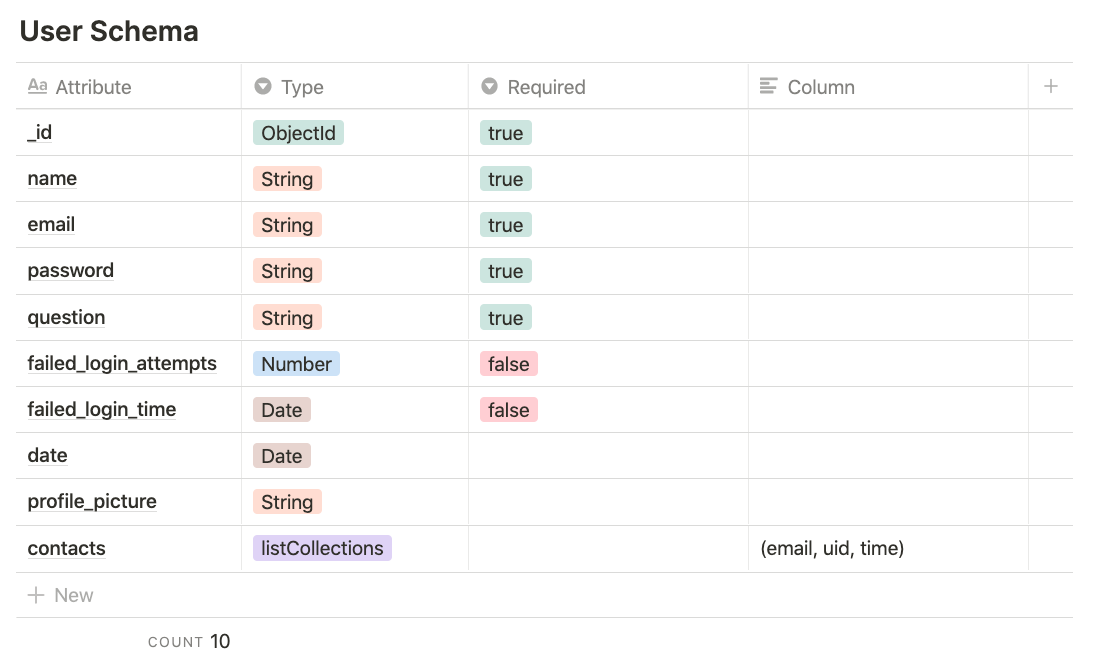 User Schema
Aa Attribute Type Required Column +
_id ObjectId true
name String true
email String true
password String true
question String true
failed_login_attempts Number false
failed_login_time Date false
date Date
profile_picture String
contacts listCollections (email, uid, time)
+ New
COUNT 10